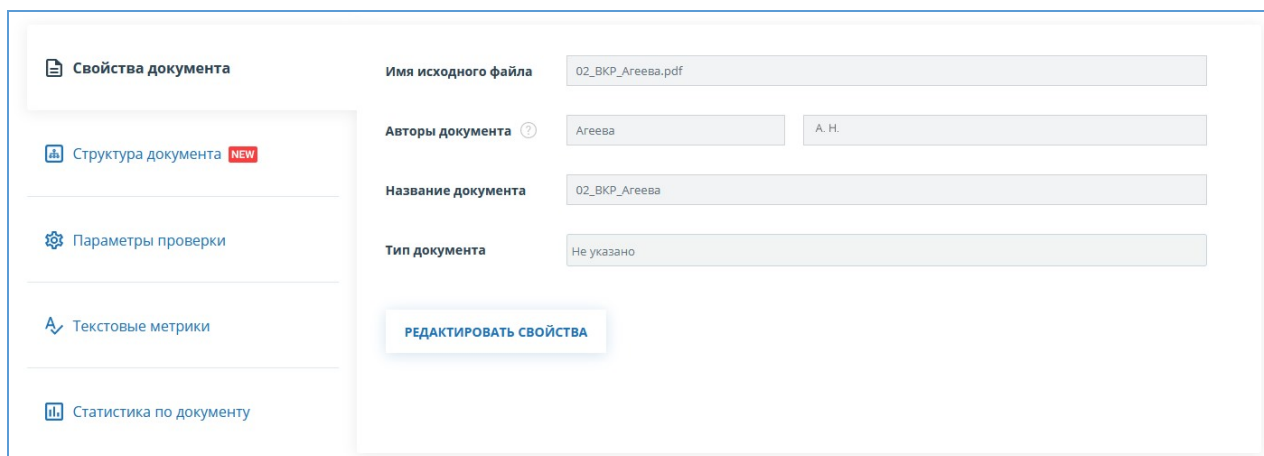 Свойства документа
Структура документа NEW
Параметры проверки
Текстовые метрики
Статистика по документу
Имя исходного файла 02_ВКР_Агеева.pdf
Авторы документа ? Агеева А. Н.
Название документа 02_ВКР_Агеева
Тип документа Не указано
РЕДАКТИРОВАТЬ СВОЙСТВА